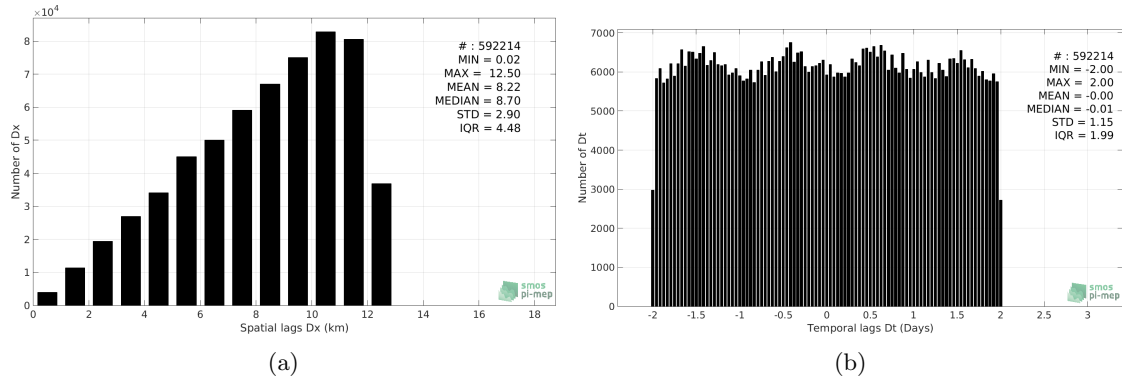 ×10⁴
9
8
7
6
5
4
3
2
1
0
Number of Dx
0 2 4 6 8 10 12 14 16 18
Spatial lags Dx (km)
# : 592214
MIN = 0.02
MAX = 12.50
MEAN = 8.22
MEDIAN = 8.70
STD = 2.90
IQR = 4.48
smos
pi-mep
(a)
7000
6000
5000
4000
3000
2000
1000
0
Number of Dt
-2 -1.5 -1 -0.5 0 0.5 1 1.5 2 2.5 3
Temporal lags Dt (Days)
# : 592214
MIN = -2.00
MAX = 2.00
MEAN = -0.00
MEDIAN = -0.01
STD = 1.15
IQR = 1.99
smos
pi-mep
(b)